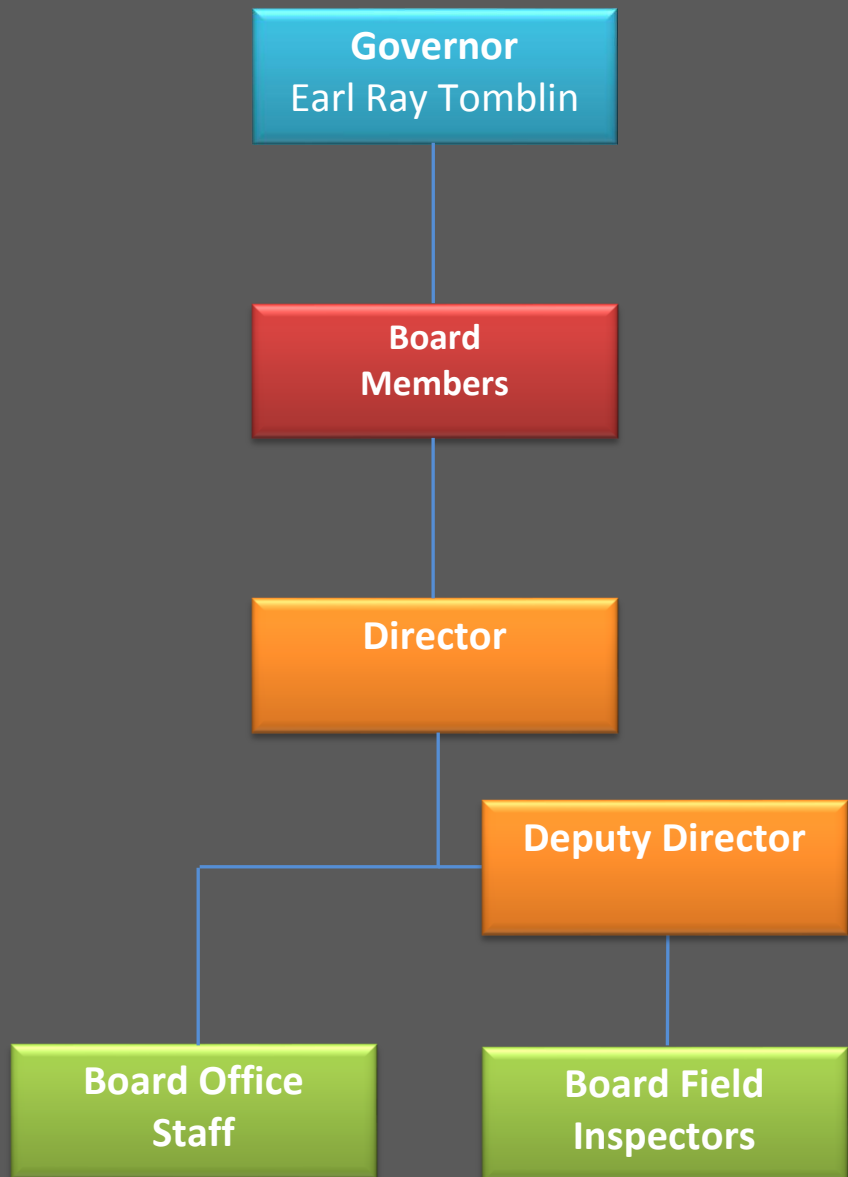 Governor
Earl Ray Tomblin
Board
Members
Director
Deputy Director
Board Office
Staff
Board Field
Inspectors